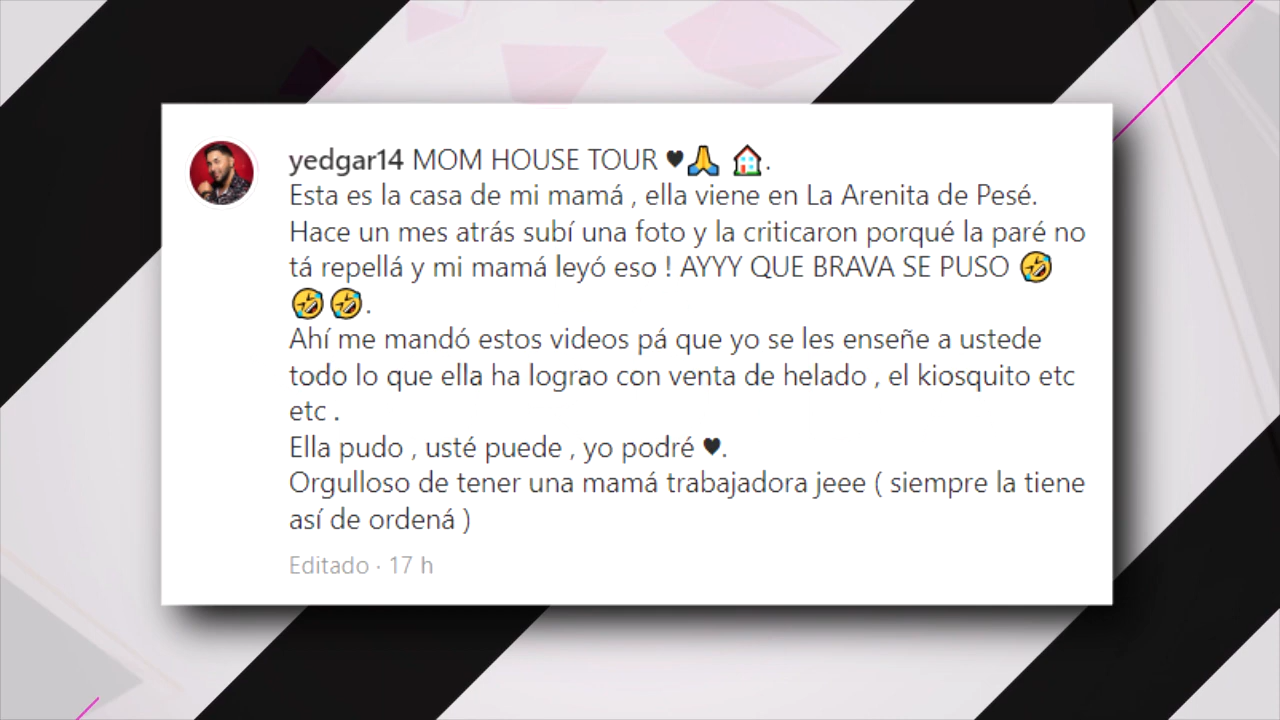 yedgar14 MOM HOUSE TOUR ♥🙏 🏠.
Esta es la casa de mi mamá , ella viene en La Arenita de Pesé.
Hace un mes atrás subí una foto y la criticaron porqué la paré no
tá repellá y mi mamá leyó eso ! AYYY QUE BRAVA SE PUSO 🤣
🤣🤣.
Ahí me mandó estos videos pá que yo se les enseñe a ustede
todo lo que ella ha lograo con venta de helado , el kiosquito etc
etc .
Ella pudo , usté puede , yo podré ♥.
Orgulloso de tener una mamá trabajadora jeee ( siempre la tiene
así de ordená )
Editado · 17 h